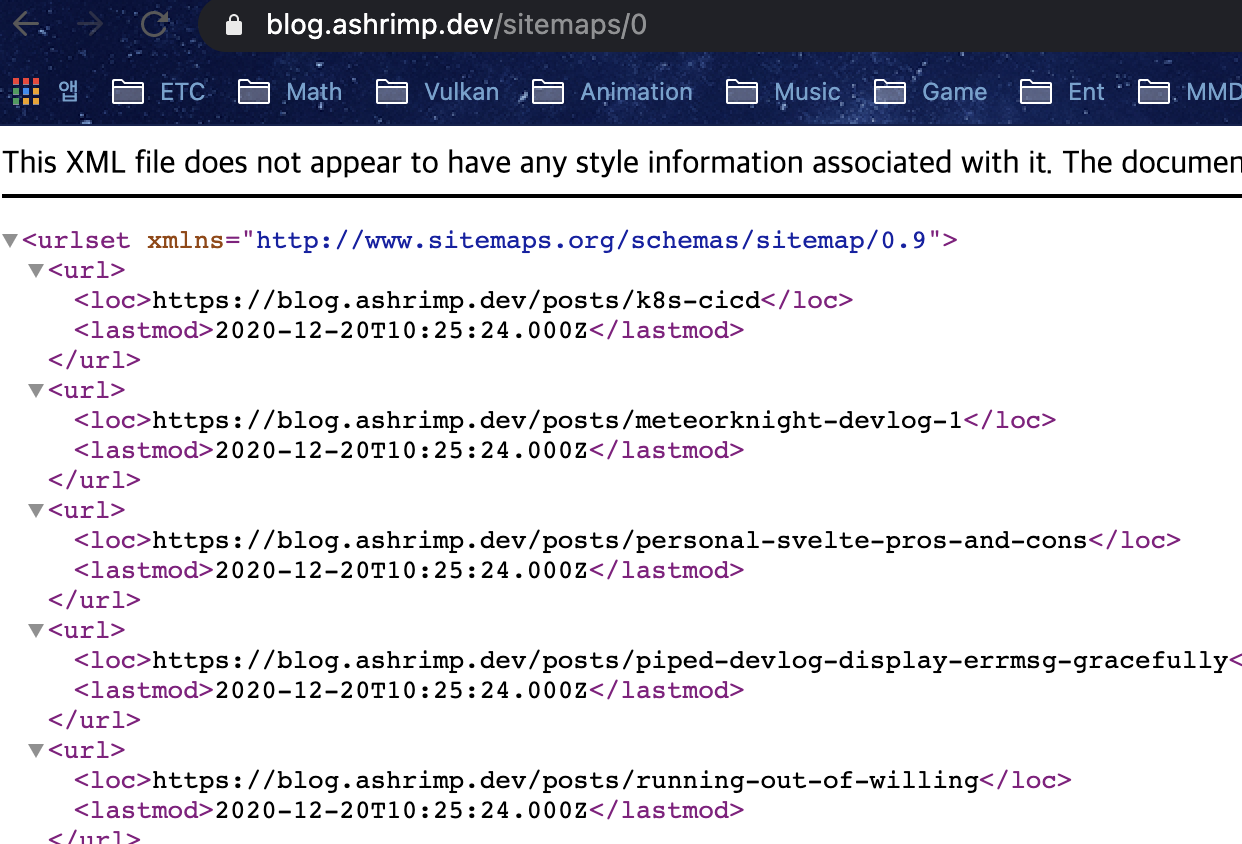 blog.ashrimp.dev/sitemaps/0
앱 ETC Math Vulkan Animation Music Game Ent MMD
This XML file does not appear to have any style information associated with it. The documen
<urlset xmlns="http://www.sitemaps.org/schemas/sitemap/0.9">
<url>
<loc>https://blog.ashrimp.dev/posts/k8s-cicd</loc>
<lastmod>2020-12-20T10:25:24.000Z</lastmod>
</url>
<url>
<loc>https://blog.ashrimp.dev/posts/meteorknight-devlog-1</loc>
<lastmod>2020-12-20T10:25:24.000Z</lastmod>
</url>
<url>
<loc>https://blog.ashrimp.dev/posts/personal-svelte-pros-and-cons</loc>
<lastmod>2020-12-20T10:25:24.000Z</lastmod>
</url>
<url>
<loc>https://blog.ashrimp.dev/posts/piped-devlog-display-errmsg-gracefully<
<lastmod>2020-12-20T10:25:24.000Z</lastmod>
</url>
<url>
<loc>https://blog.ashrimp.dev/posts/running-out-of-willing</loc>
<lastmod>2020-12-20T10:25:24.000Z</lastmod>
</url>